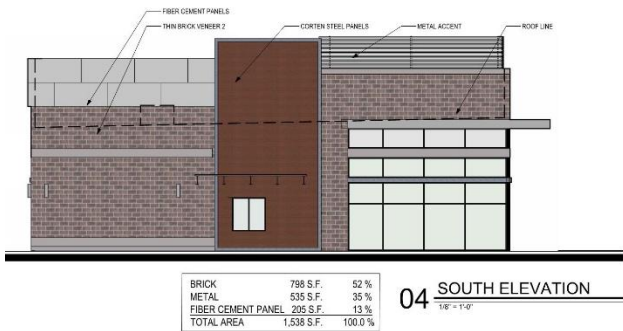 FIBER CEMENT PANELS
THIN BRICK VENEER 2
CORTEN STEEL PANELS
METAL ACCENT
ROOF LINE
BRICK 798 S.F. 52 %
METAL 535 S.F. 35 %
FIBER CEMENT PANEL 205 S.F. 13 %
TOTAL AREA 1,538 S.F. 100.0 %
04 SOUTH ELEVATION
1/8" = 1'-0"